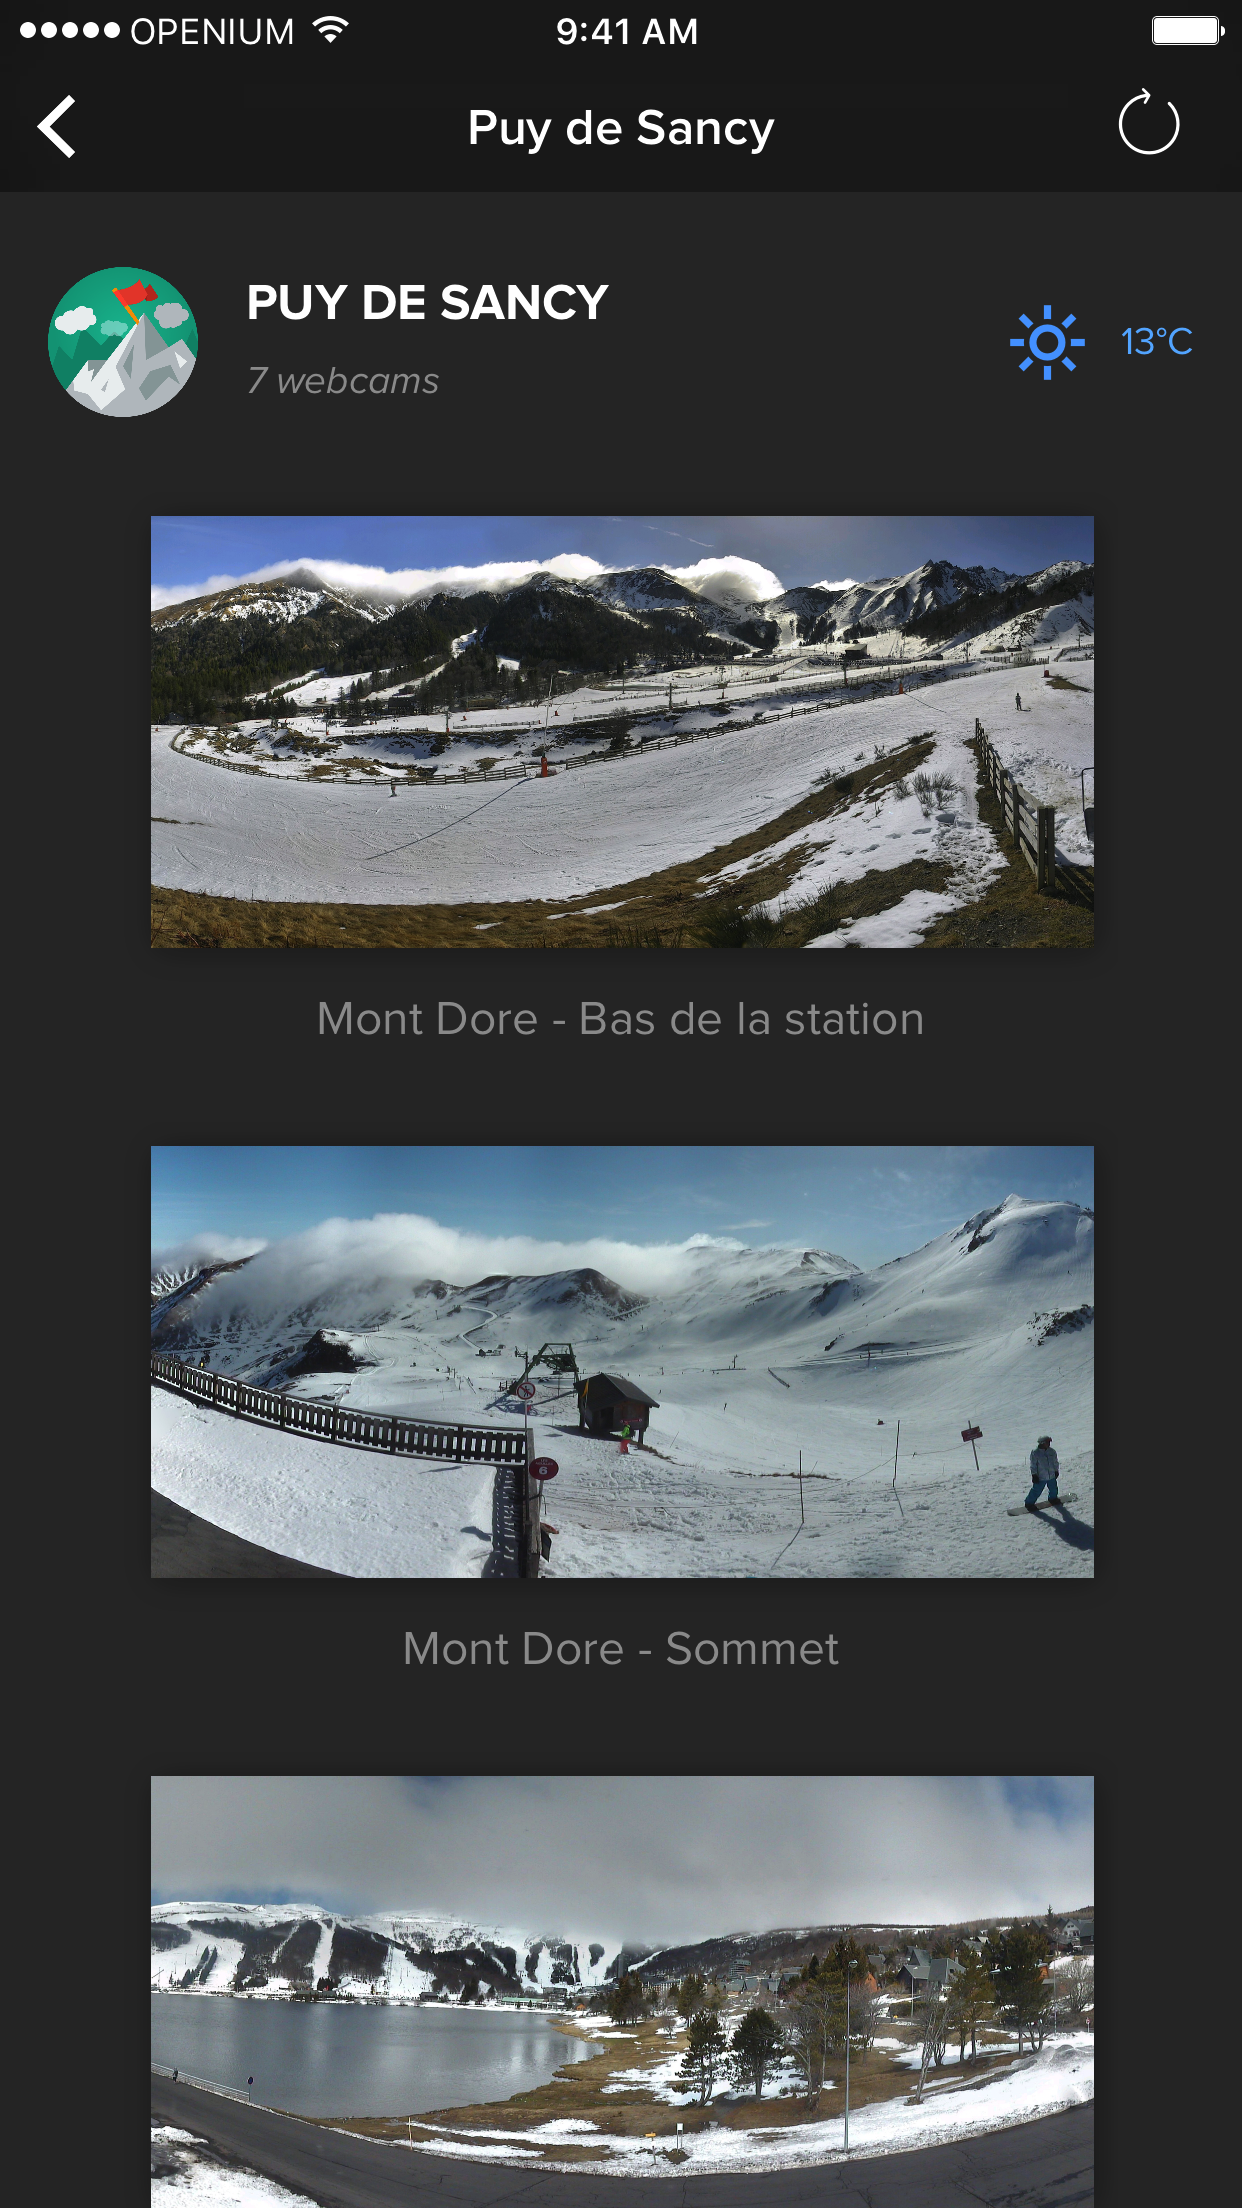 OPENIUM 9:41 AM
Puy de Sancy
PUY DE SANCY
7 webcams
13°C
Mont Dore - Bas de la station
6
Mont Dore - Sommet